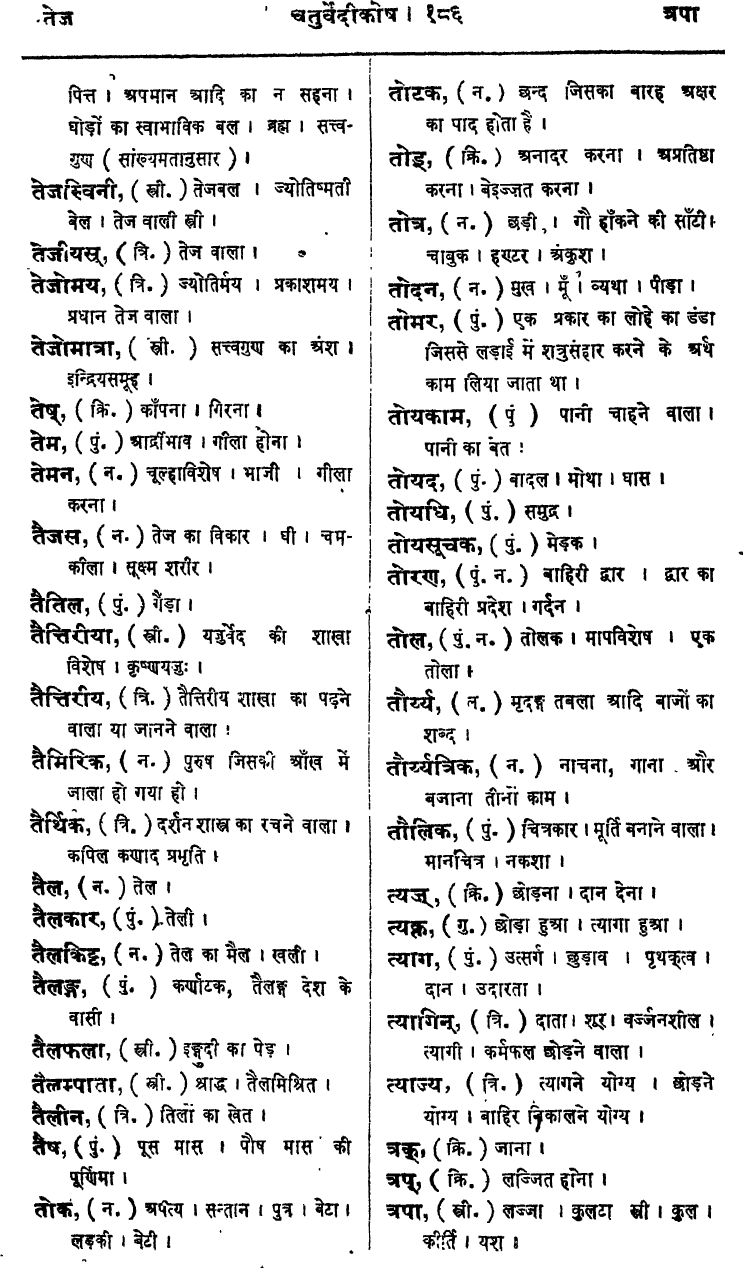 तेज चतुर्वेदीकोष । १८६ त्रपा
पित्त । अपमान आदि का न सहना ।
घोड़ों का स्वाभाविक बल । ब्रह्म । सत्त्व-
गुण ( सांख्यमतानुसार ) ।
तेजस्विनी, ( स्त्री. ) तेजबल । ज्योतिष्मती
बेल । तेज वाली स्त्री ।
तेजीयस्, ( त्रि. ) तेज वाला ।
तेजोमय, ( त्रि. ) ज्योतिर्मय । प्रकाशमय ।
प्रधान तेज वाला ।
तेजोमात्रा, ( स्त्री. ) सत्त्वगुण का अंश ।
इन्द्रियसमूह ।
तेष्, ( क्रि. ) काँपना । गिरना ।
तेम, ( पुं. ) आर्द्रीभाव । गीला होना ।
तेमन, ( न. ) चूल्हाविशेष । भाजी । गीला
करना ।
तैजस, ( न. ) तेज का विकार । घी । चम-
कीला । सूक्ष्म शरीर ।
तैतिल, ( पुं. ) गैंडा ।
तैत्तिरीया, ( स्त्री. ) यजुर्वेद की शाखा
विशेष । कृष्णयजुः ।
तैत्तिरीय, ( त्रि. ) तैत्तिरीय शाखा का पढ़ने
वाला या जानने वाला ।
तैमिरिक, ( न. ) पुरुष जिसकी आँख में
जाला हो गया हो ।
तैर्थिक, ( त्रि. ) दर्शनशास्त्र का रचने वाला ।
कपिल कणाद प्रभृति ।
तैल, ( न. ) तेल ।
तैलकार, ( पुं. ) तेली ।
तैलकिट्ट, ( न. ) तेल का मैल । खली ।
तैलङ्ग, ( पुं. ) कर्णाटक, तैलङ्ग देश के
वासी ।
तैलफला, ( स्त्री. ) इङ्गुदी का पेड़ ।
तैलम्पाता, ( स्त्री. ) श्राद्ध । तैलमिश्रित ।
तैलीन, ( त्रि. ) तिलों का खेत ।
तैष, ( पुं. ) पूस मास । पौष मास की
पूर्णिमा ।
तोक, ( न. ) अपत्य । सन्तान । पुत्र । बेटा ।
लड़की । बेटी ।
तोटक, ( न. ) छन्द जिसका बारह अक्षर
का पाद होता है ।
तोड्, ( क्रि. ) अनादर करना । अप्रतिष्ठा
करना । बेइज्जत करना ।
तोत्र, ( न. ) छड़ी । गौ हाँकने की साँटी ।
चाबुक । हण्टर । अंकुश ।
तोदन, ( न. ) मुख । मूँ । व्यथा । पीड़ा ।
तोमर, ( पुं. ) एक प्रकार का लोहे का डंडा
जिससे लड़ाई में शत्रुसंहार करने के अर्थ
काम लिया जाता था ।
तोयकाम, ( पुं ) पानी चाहने वाला ।
पानी का बेत ।
तोयद, ( पुं. ) बादल । मोथा । घास ।
तोयधि, ( पुं. ) समुद्र ।
तोयसूचक, ( पुं. ) मेड़क ।
तोरण, ( पुं. न. ) बाहिरी द्वार । द्वार का
बाहिरी प्रदेश । गर्दन ।
तोल, ( पुं. न. ) तोलक । मापविशेष । एक
तोला ।
तौर्य्य, ( न. ) मृदङ्ग तबला आदि बाजों का
शब्द ।
तौर्य्यत्रिक, ( न. ) नाचना, गाना और
बजाना तीनों काम ।
तौलिक, ( पुं. ) चित्रकार । मूर्ति बनाने वाला ।
मानचित्र । नकशा ।
त्यज्, ( क्रि. ) छोड़ना । दान देना ।
त्यक्त, ( गु. ) छोड़ा हुआ । त्यागा हुआ ।
त्याग, ( पुं. ) उत्सर्ग । छुड़ाव । पृथक्त्व ।
दान । उदारता ।
त्यागिन्, ( त्रि. ) दाता । शूर । वर्ज्जनशील ।
त्यागी । कर्मफल छोड़ने वाला ।
त्याज्य, ( त्रि. ) त्यागने योग्य । छोड़ने
योग्य । बाहिर निकालने योग्य ।
त्रक्, ( क्रि. ) जाना ।
त्रप्, ( क्रि. ) लज्जित होना ।
त्रपा, ( स्त्री. ) लज्जा । कुलटा स्त्री । कुल ।
कीर्ति । यश ।